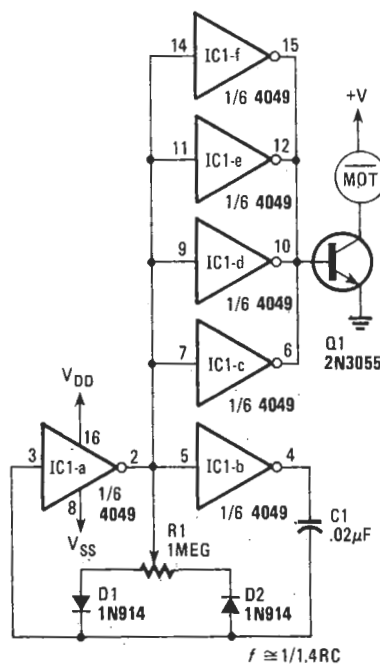 14
IC1-f
15
1/6 4049
11
IC1-e
12
1/6 4049
+V
MOT
9
IC1-d
10
1/6 4049
Q1
2N3055
7
IC1-c
6
1/6 4049
VDD
16
3
IC1-a
2
1/6
4049
8
VSS
5
IC1-b
4
1/6 4049
R1
1MEG
C1
.02µF
D1
1N914
D2
1N914
f ≅ 1/1.4RC